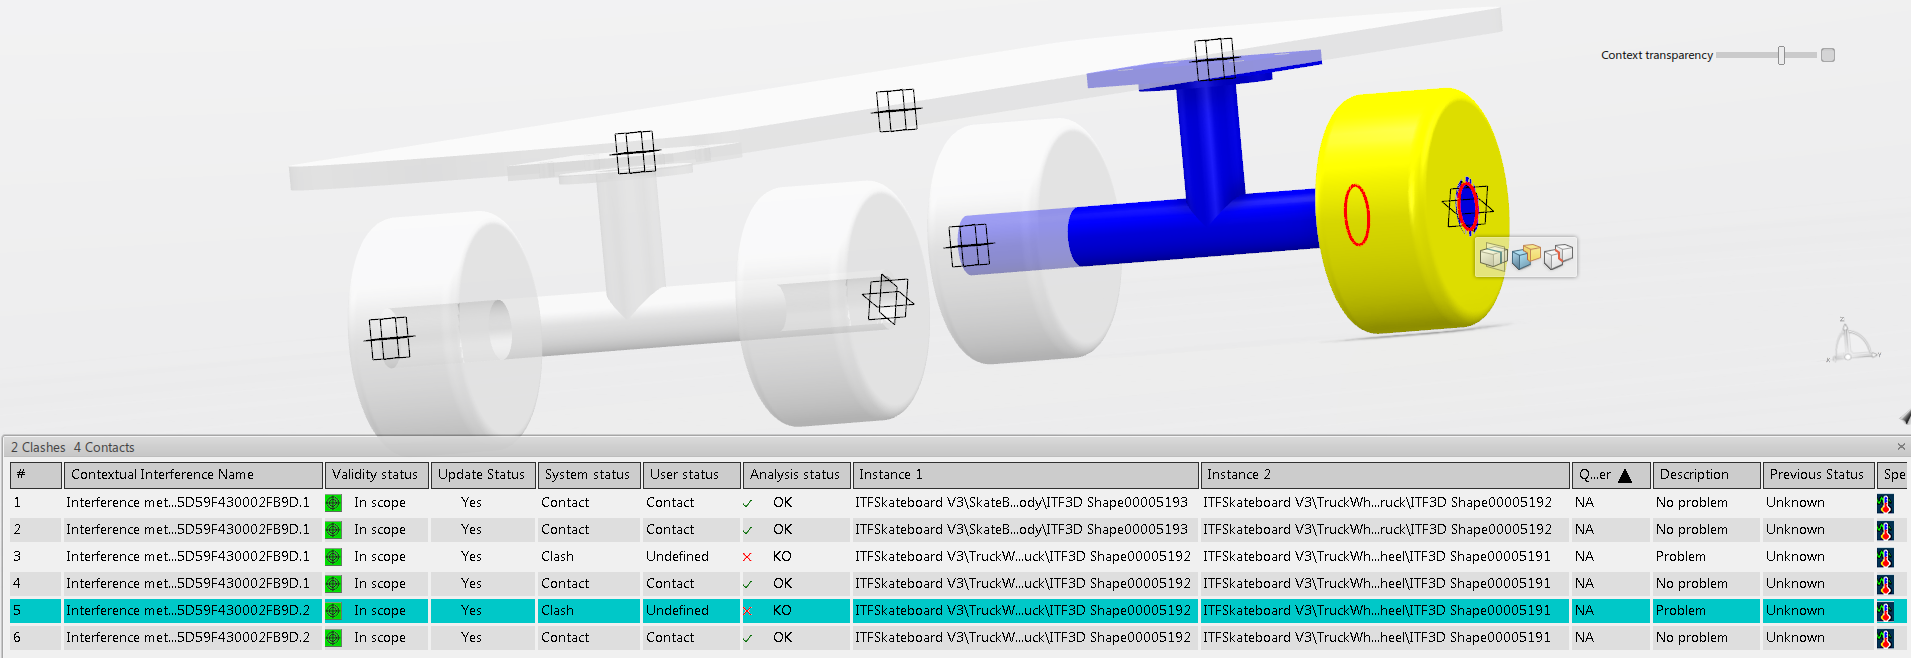 Context transparency
Z
X Y
2 Clashes 4 Contacts
# Contextual Interference Name Validity status Update Status System status User status Analysis status Instance 1 Instance 2 Q...er ▲ Description Previous Status Spe
1 Interference met...5D59F430002FB9D.1 In scope Yes Contact Contact OK ITFSkateboard V3\SkateB...ody\ITF3D Shape00005193 ITFSkateboard V3\TruckWh...ruck\ITF3D Shape00005192 NA No problem Unknown
2 Interference met...5D59F430002FB9D.1 In scope Yes Contact Contact OK ITFSkateboard V3\SkateB...ody\ITF3D Shape00005193 ITFSkateboard V3\TruckWh...ruck\ITF3D Shape00005192 NA No problem Unknown
3 Interference met...5D59F430002FB9D.1 In scope Yes Clash Undefined KO ITFSkateboard V3\TruckW...uck\ITF3D Shape00005192 ITFSkateboard V3\TruckWh...heel\ITF3D Shape00005191 NA Problem Unknown
4 Interference met...5D59F430002FB9D.1 In scope Yes Contact Contact OK ITFSkateboard V3\TruckW...uck\ITF3D Shape00005192 ITFSkateboard V3\TruckWh...heel\ITF3D Shape00005191 NA No problem Unknown
5 Interference met...5D59F430002FB9D.2 In scope Yes Clash Undefined KO ITFSkateboard V3\TruckW...uck\ITF3D Shape00005192 ITFSkateboard V3\TruckWh...heel\ITF3D Shape00005191 NA Problem Unknown
6 Interference met...5D59F430002FB9D.2 In scope Yes Contact Contact OK ITFSkateboard V3\TruckW...uck\ITF3D Shape00005192 ITFSkateboard V3\TruckWh...heel\ITF3D Shape00005191 NA No problem Unknown